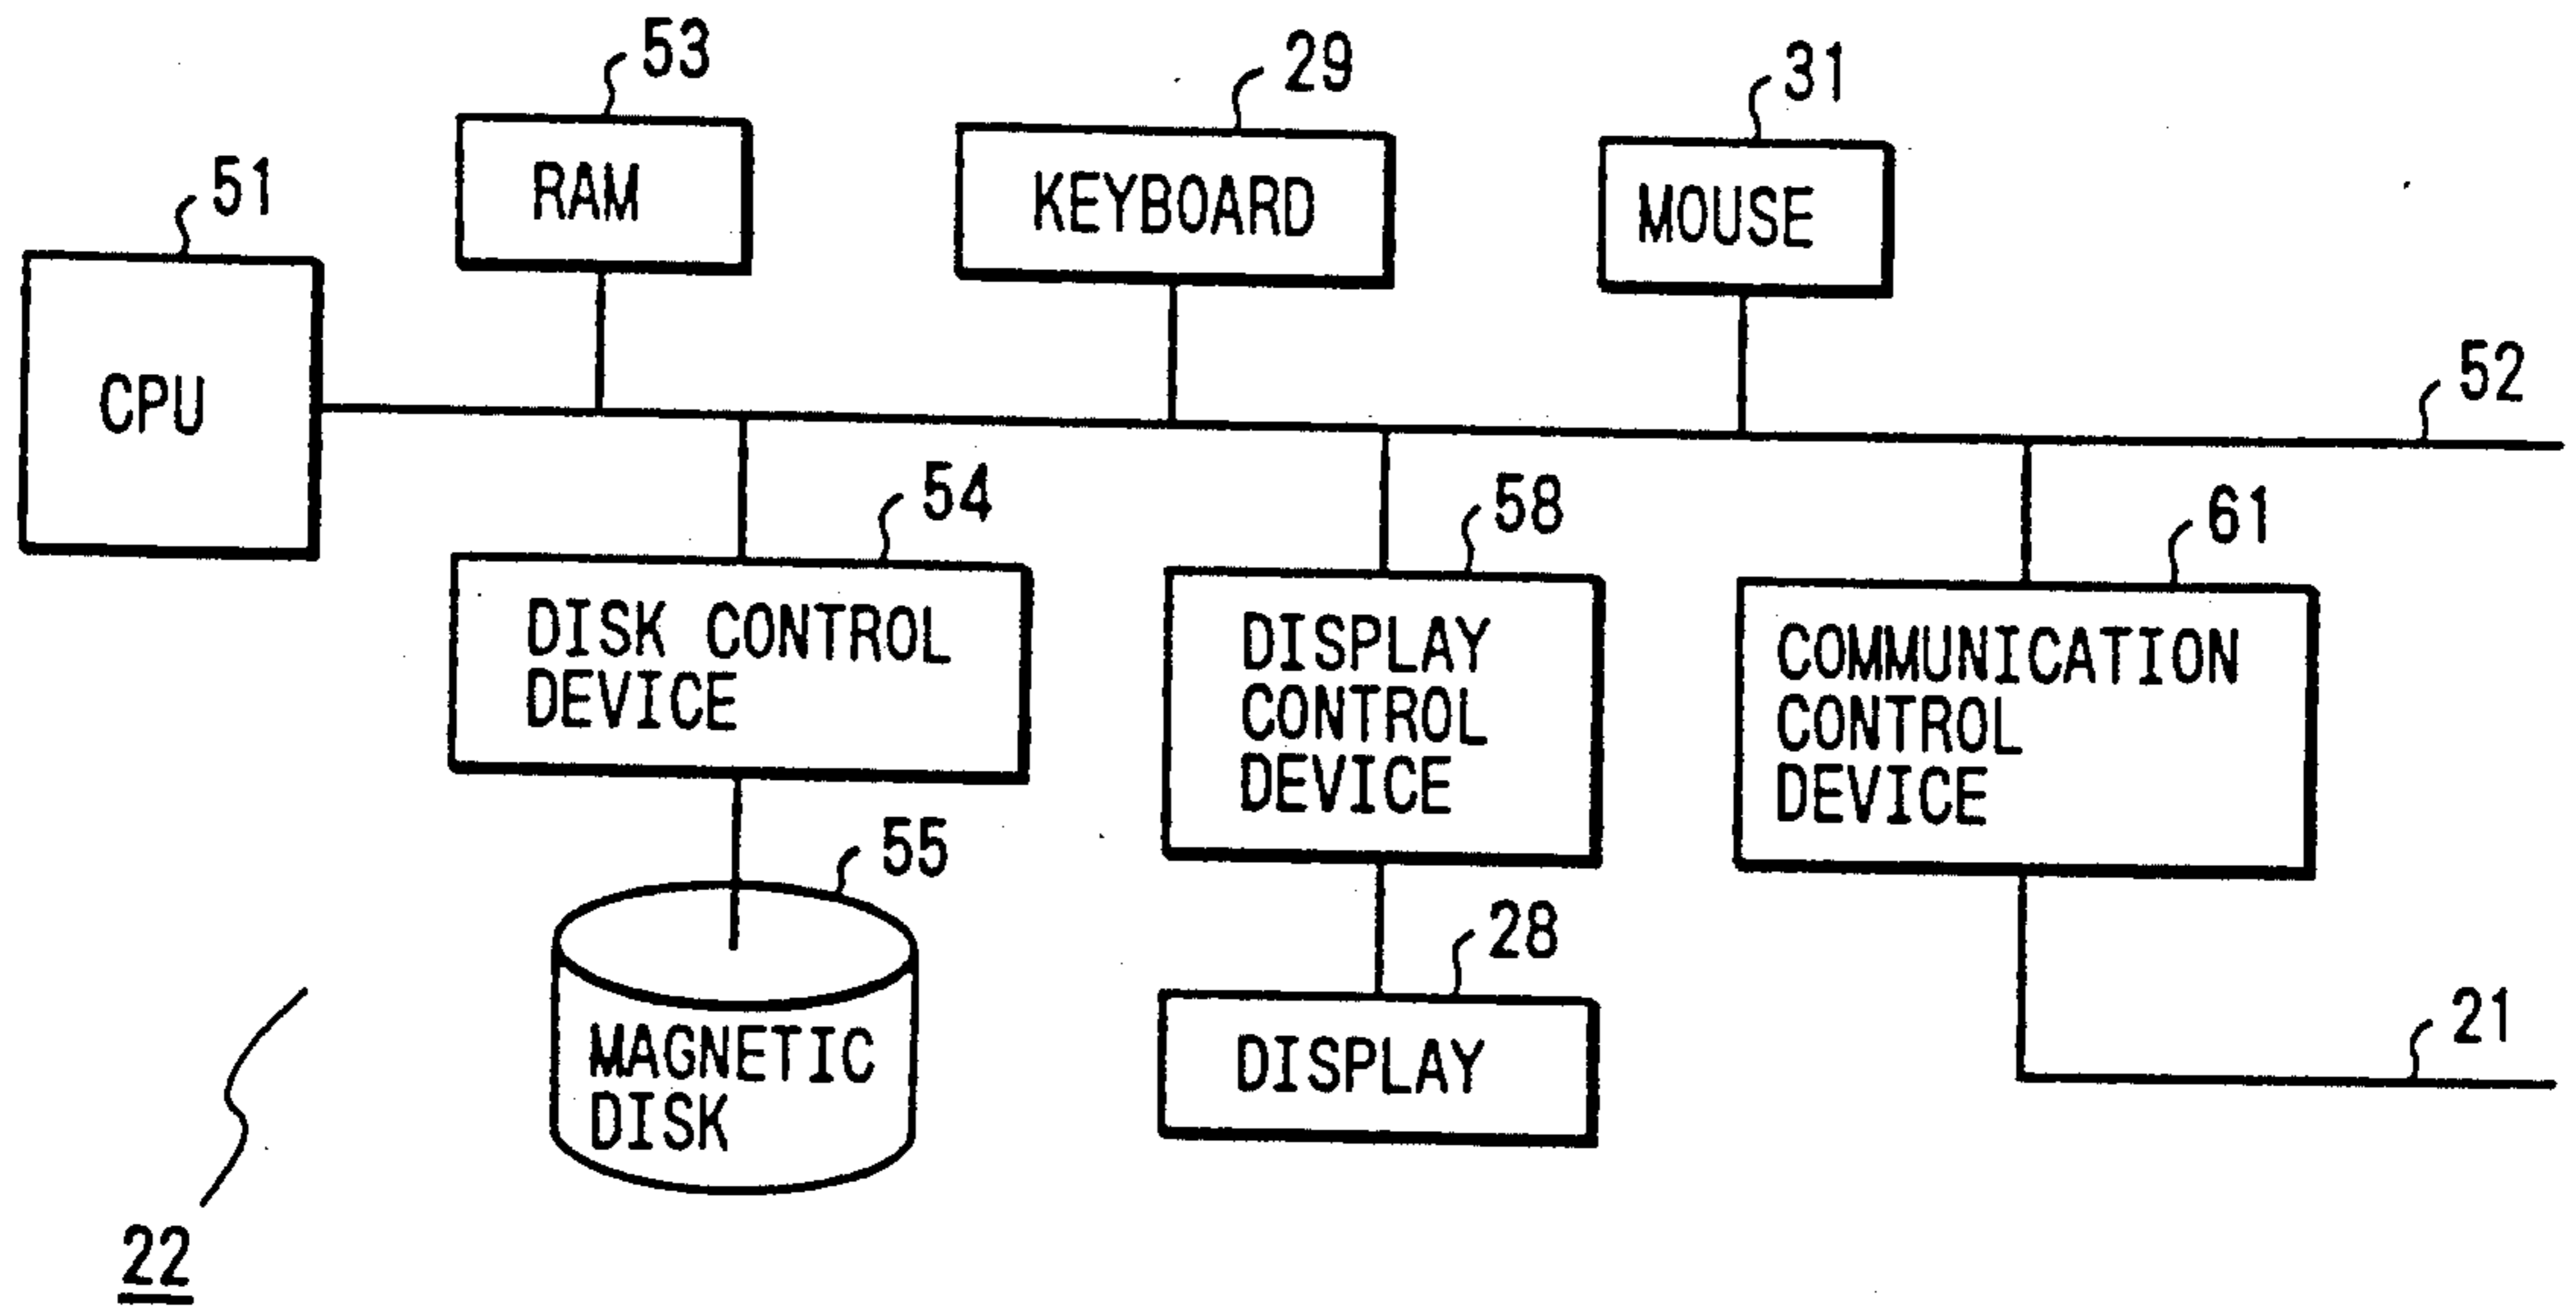 53
RAM
29
KEYBOARD
31
MOUSE
51
CPU
52
54
DISK CONTROL
DEVICE
58
DISPLAY
CONTROL
DEVICE
61
COMMUNICATION
CONTROL
DEVICE
55
MAGNETIC
DISK
28
DISPLAY
21
22